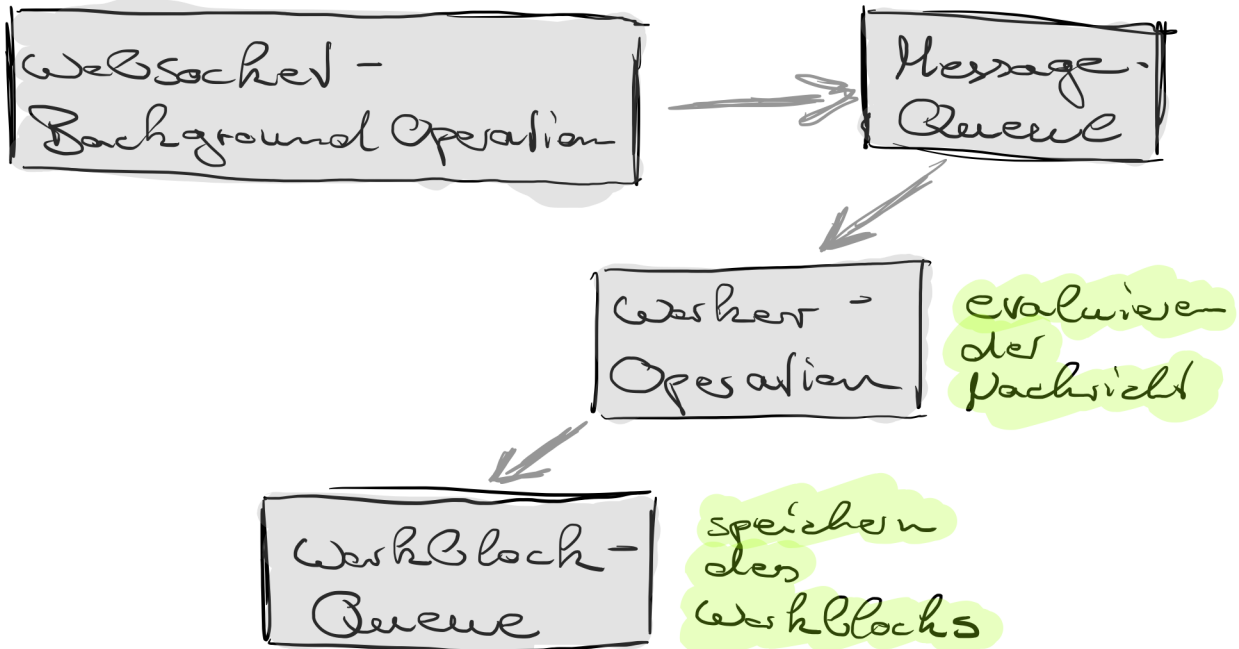 WebSocket -
Background Operation
Message -
Queue
Worker -
Operation
evaluieren
der
Nachricht
WorkBlock -
Queue
speichern
des
WorkBlocks